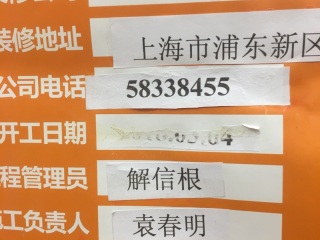 装修地址 上海市浦东新区
公司电话 58338455
开工日期
程管理员 解信根
工负责人 袁春明